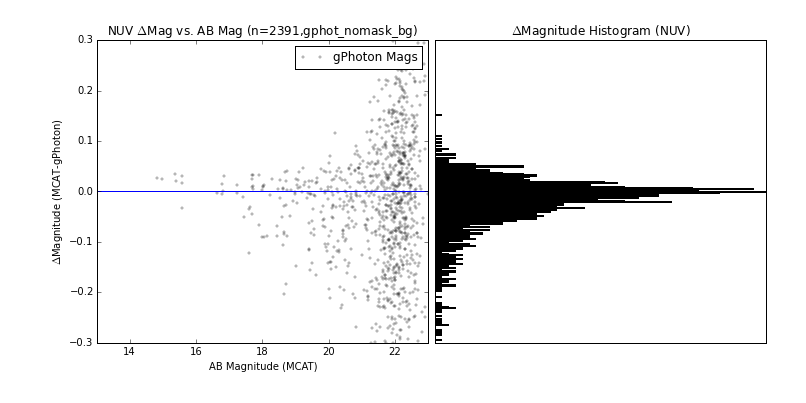 NUV ΔMag vs. AB Mag (n=2391,gphot_nomask_bg)
ΔMagnitude Histogram (NUV)
gPhoton Mags
0.3
0.2
0.1
0.0
−0.1
−0.2
−0.3
ΔMagnitude (MCAT-gPhoton)
14 16 18 20 22
AB Magnitude (MCAT)